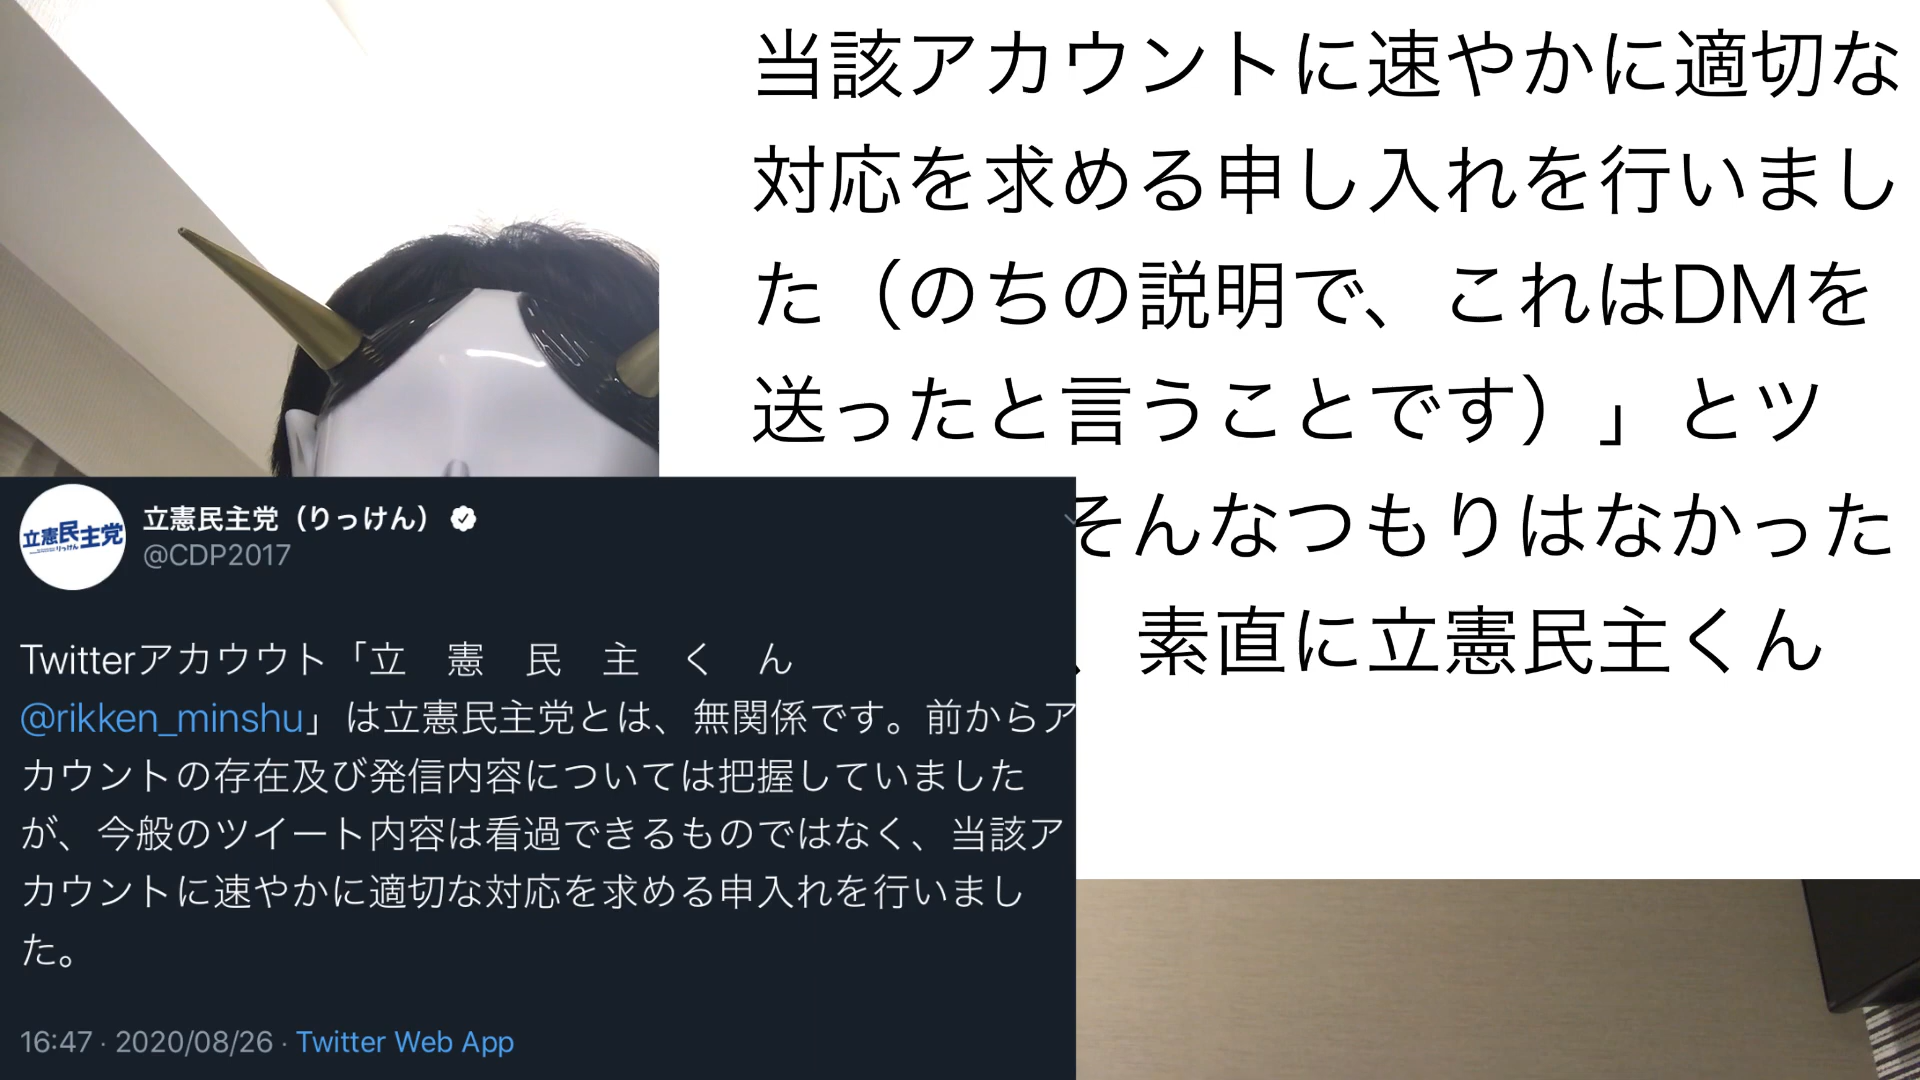 当該アカウントに速やかに適切な
対応を求める申し入れを行いまし
た（のちの説明で、これはDMを
送ったと言うことです）」とツ
そんなつもりはなかった
、素直に立憲民主くん
立憲民主党
りっけん
立憲民主党（りっけん）
@CDP2017
Twitterアカウウト「立　憲　民　主　く　ん
@rikken_minshu」は立憲民主党とは、無関係です。前からア
カウントの存在及び発信内容については把握していました
が、今般のツイート内容は看過できるものではなく、当該ア
カウントに速やかに適切な対応を求める申入れを行いまし
た。
16:47 · 2020/08/26 · Twitter Web App